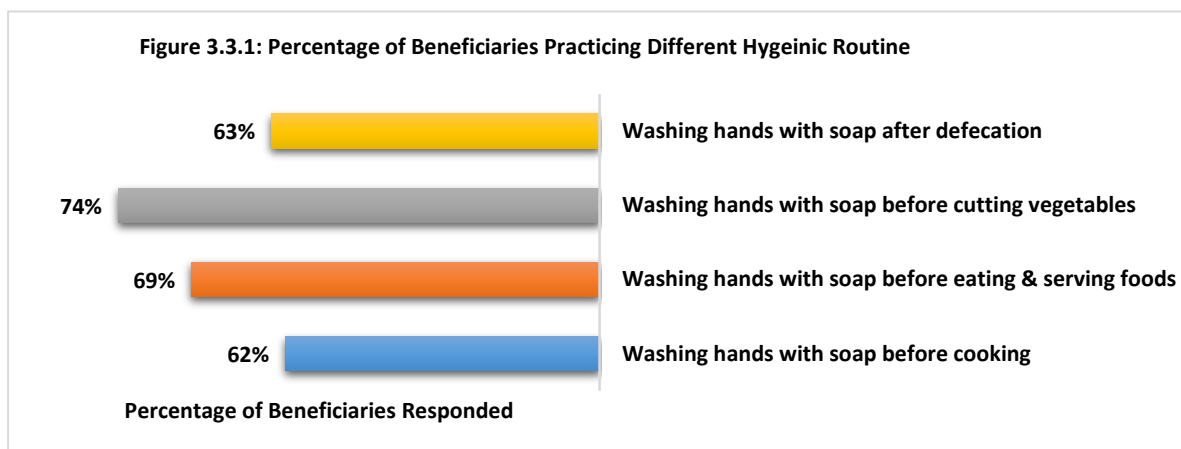 Figure 3.3.1: Percentage of Beneficiaries Practicing Different Hygeinic Routine
63% Washing hands with soap after defecation
74% Washing hands with soap before cutting vegetables
69% Washing hands with soap before eating & serving foods
62% Washing hands with soap before cooking
Percentage of Beneficiaries Responded